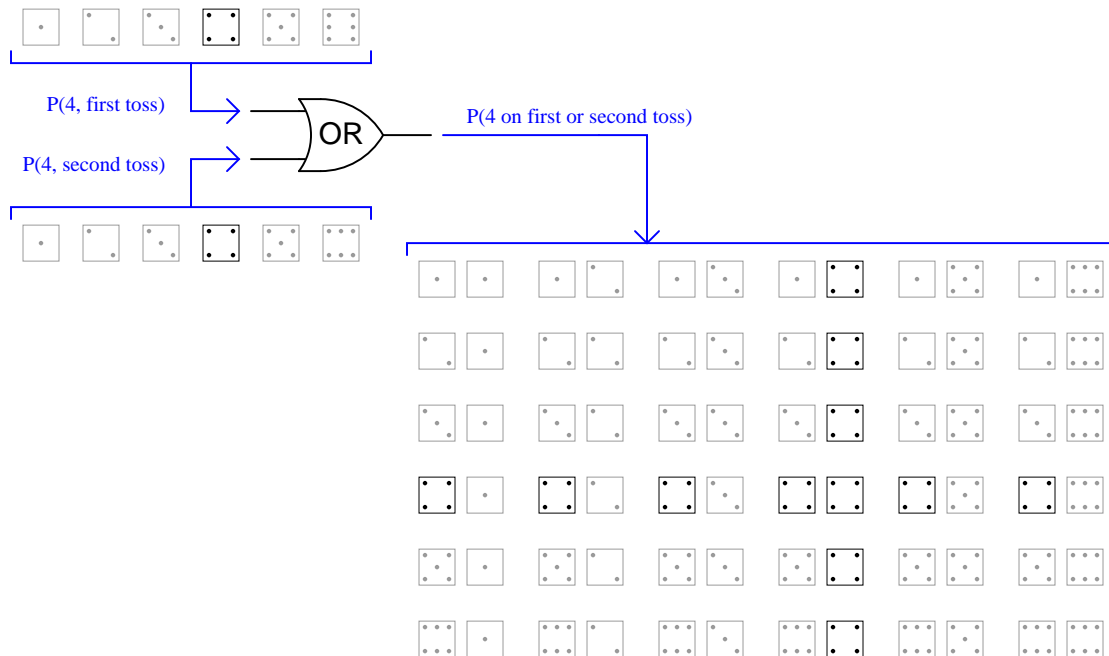 P(4, first toss)
OR
P(4 on first or second toss)
P(4, second toss)